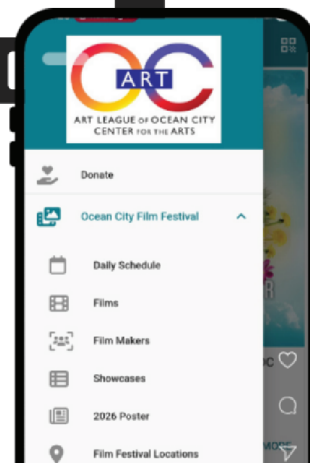 ART
ART LEAGUE OF OCEAN CITY
CENTER FOR THE ARTS
Donate
Ocean City Film Festival
Daily Schedule
Films
Film Makers
Showcases
2026 Poster
Film Festival Locations